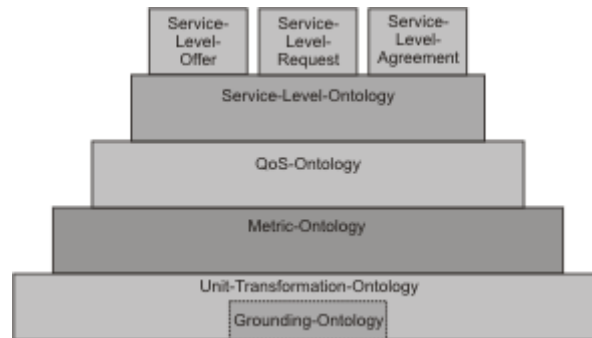 Service-
Level-
Offer
Service-
Level-
Request
Service-
Level-
Agreement
Service-Level-Ontology
QoS-Ontology
Metric-Ontology
Unit-Transformation-Ontology
Grounding-Ontology